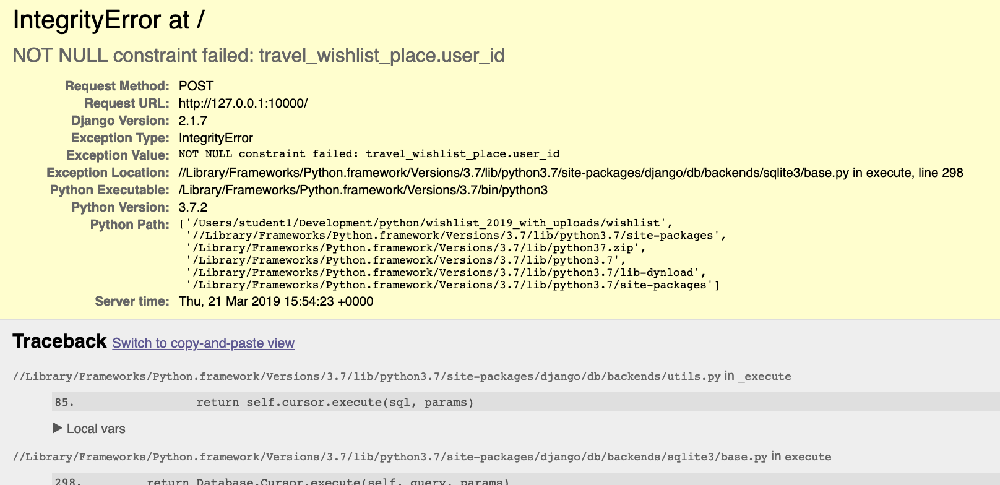 IntegrityError at /
NOT NULL constraint failed: travel_wishlist_place.user_id
Request Method: POST
Request URL: http://127.0.0.1:10000/
Django Version: 2.1.7
Exception Type: IntegrityError
Exception Value: NOT NULL constraint failed: travel_wishlist_place.user_id
Exception Location: //Library/Frameworks/Python.framework/Versions/3.7/lib/python3.7/site-packages/django/db/backends/sqlite3/base.py in execute, line 298
Python Executable: /Library/Frameworks/Python.framework/Versions/3.7/bin/python3
Python Version: 3.7.2
Python Path: ['/Users/student1/Development/python/wishlist_2019_with_uploads/wishlist',
'//Library/Frameworks/Python.framework/Versions/3.7/lib/python3.7/site-packages',
'/Library/Frameworks/Python.framework/Versions/3.7/lib/python37.zip',
'/Library/Frameworks/Python.framework/Versions/3.7/lib/python3.7',
'/Library/Frameworks/Python.framework/Versions/3.7/lib/python3.7/lib-dynload',
'/Library/Frameworks/Python.framework/Versions/3.7/lib/python3.7/site-packages']
Server time: Thu, 21 Mar 2019 15:54:23 +0000
Traceback Switch to copy-and-paste view
//Library/Frameworks/Python.framework/Versions/3.7/lib/python3.7/site-packages/django/db/backends/utils.py in _execute
85. return self.cursor.execute(sql, params)
▶ Local vars
//Library/Frameworks/Python.framework/Versions/3.7/lib/python3.7/site-packages/django/db/backends/sqlite3/base.py in execute
298. return Database.Cursor.execute(self, query, params)